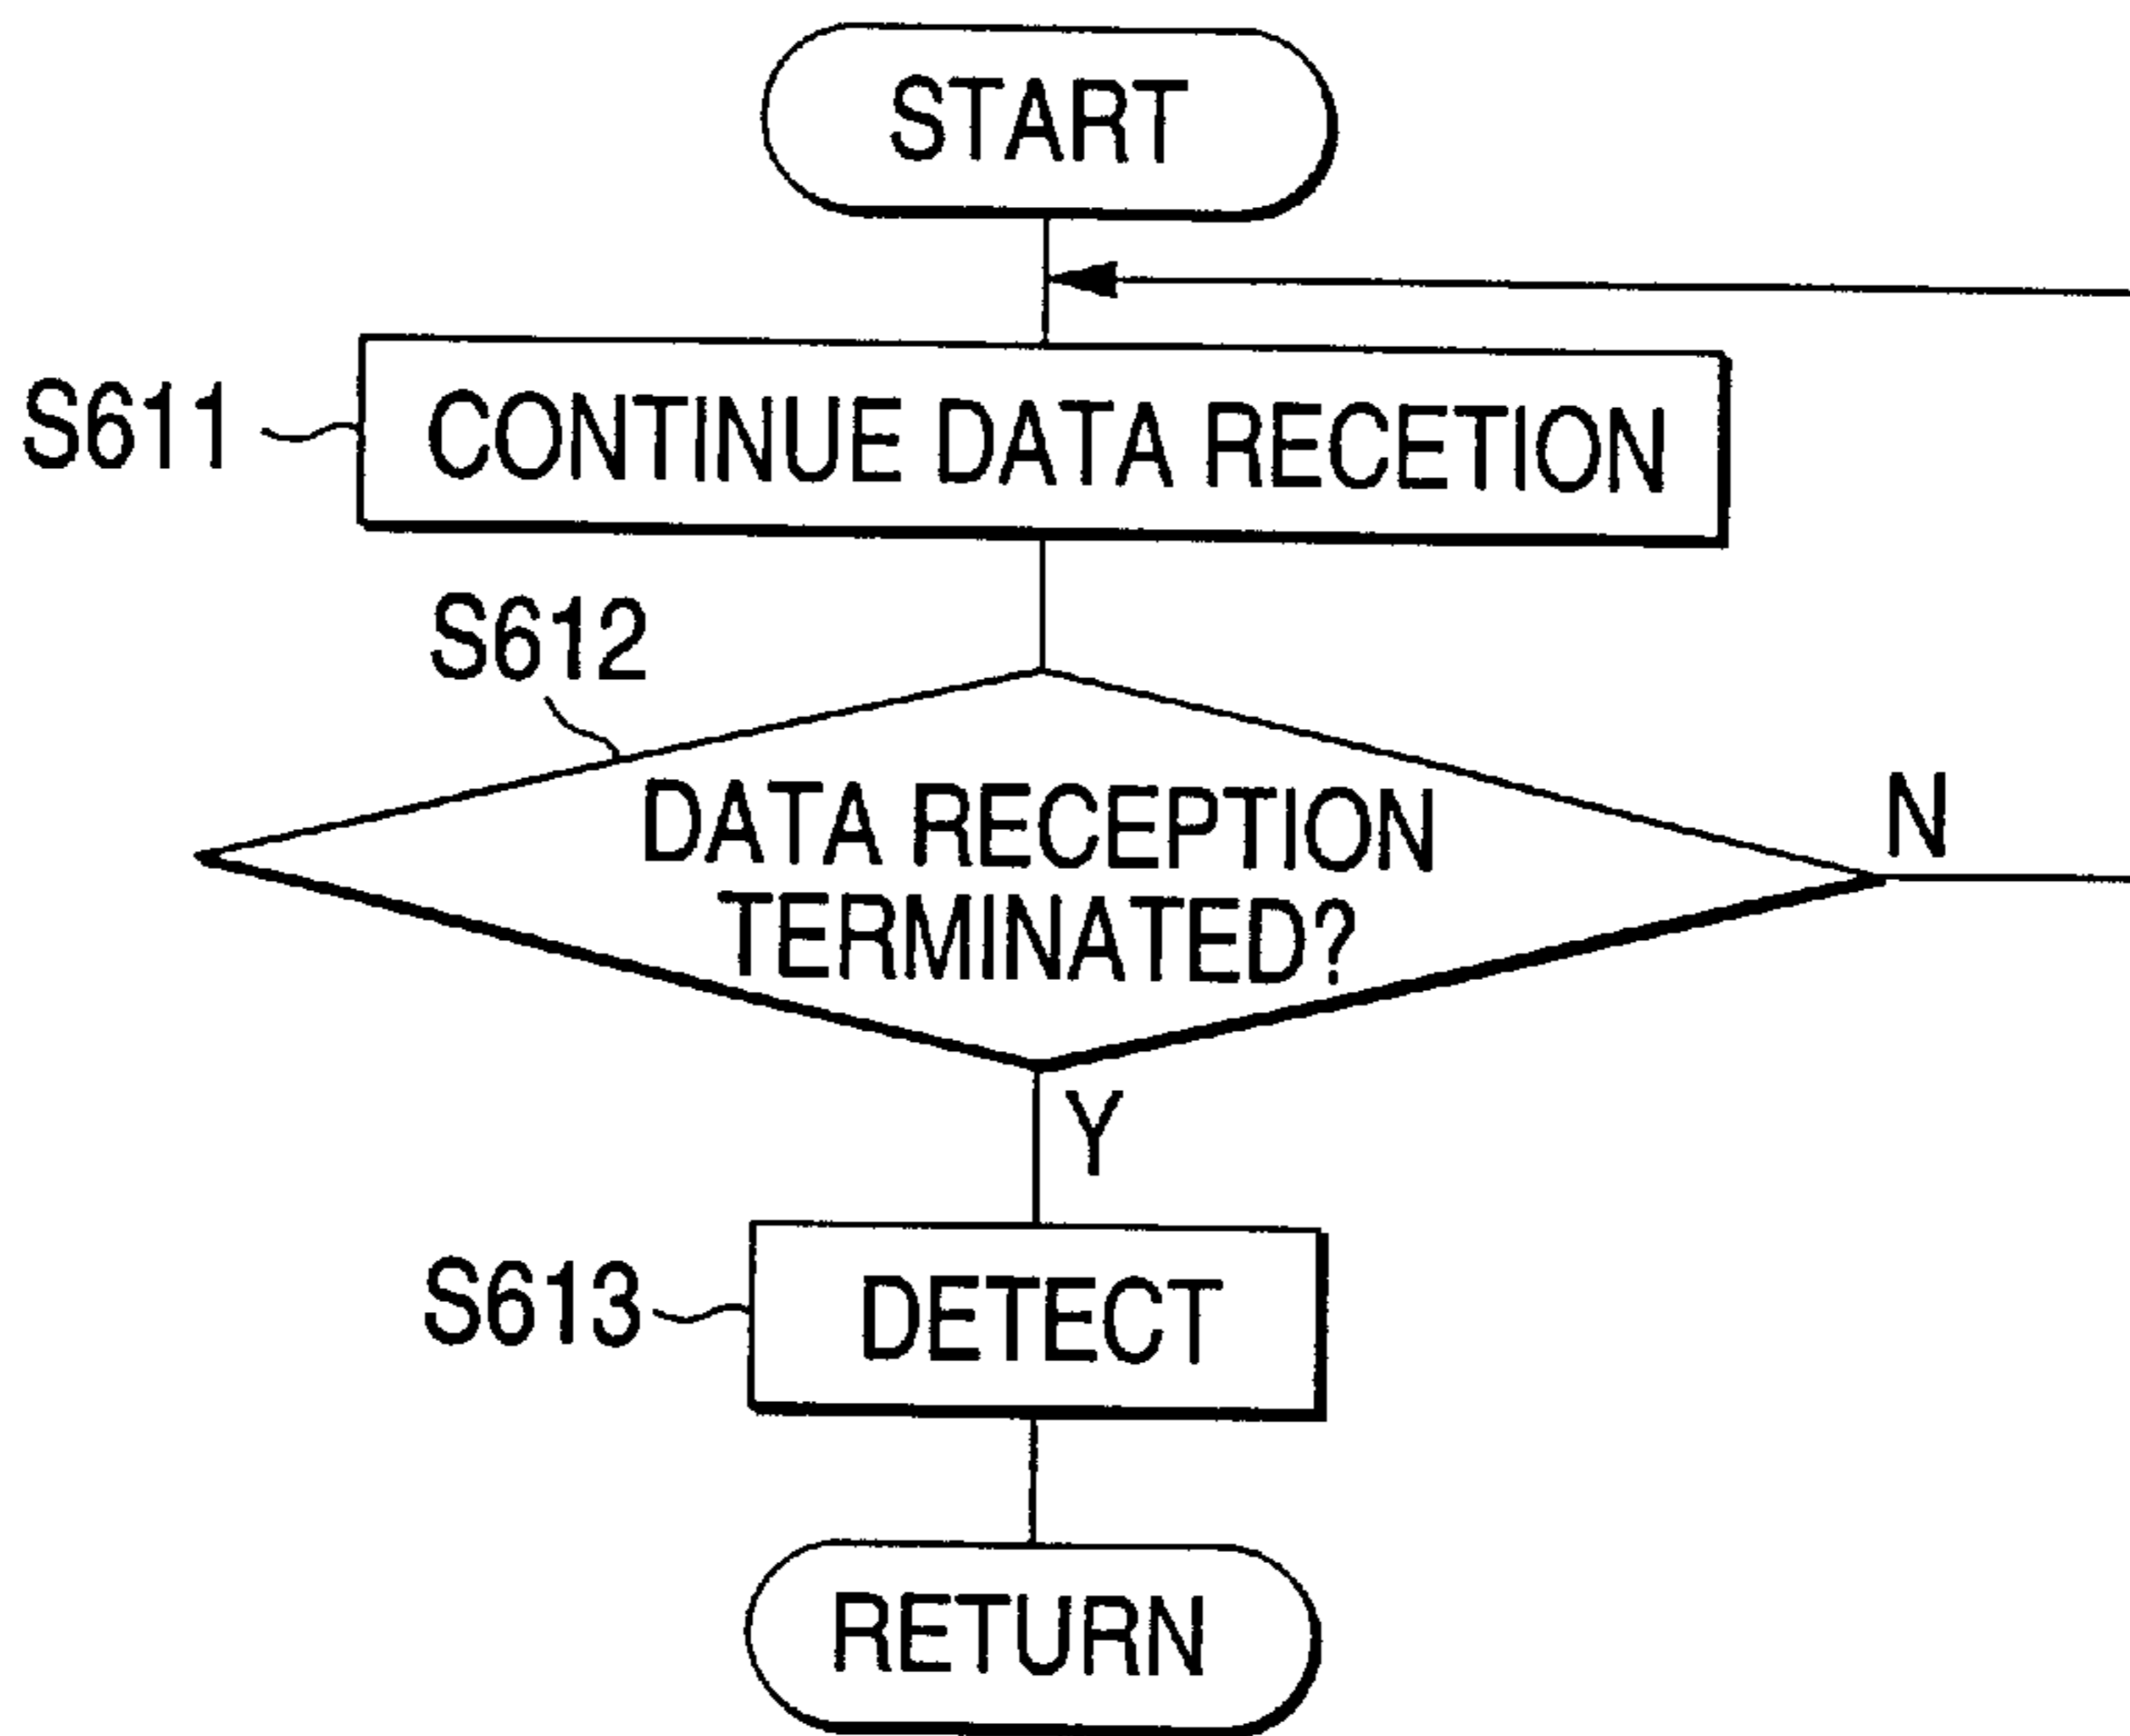 START
S611
CONTINUE DATA RECETION
S612
DATA RECEPTION
TERMINATED?
N
Y
S613
DETECT
RETURN